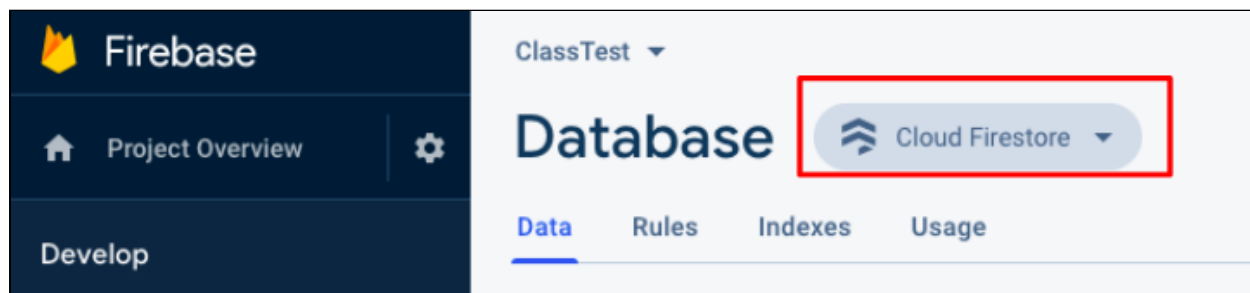 Firebase
Project Overview
Develop
ClassTest
Database Cloud Firestore
Data Rules Indexes Usage